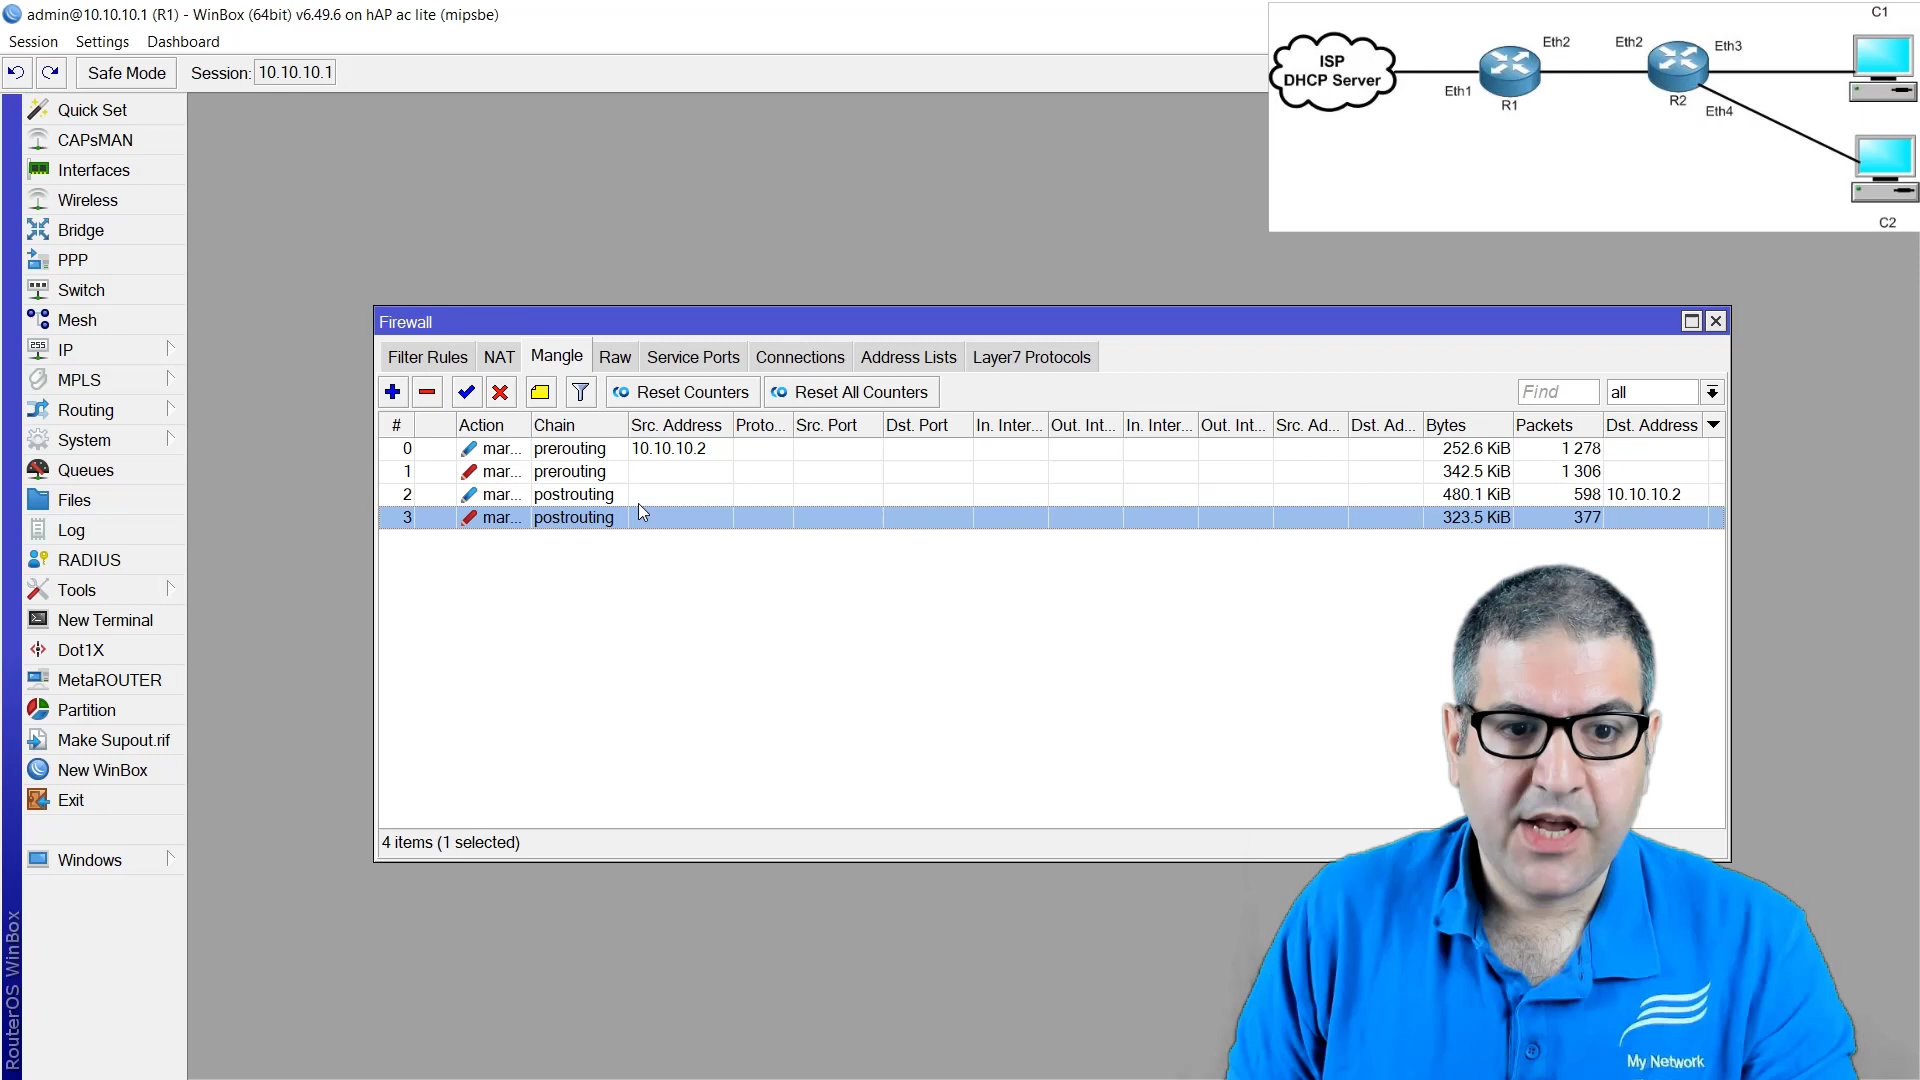 admin@10.10.10.1 (R1) - WinBox (64bit) v6.49.6 on hAP ac lite (mipsbe)
Session Settings Dashboard
Safe Mode Session: 10.10.10.1
Quick Set
CAPsMAN
Interfaces
Wireless
Bridge
PPP
Switch
Mesh
255
IP
MPLS
Routing
System
Queues
Files
Log
RADIUS
Tools
New Terminal
Dot1X
MetaROUTER
Partition
Make Supout.rif
New WinBox
Exit
Windows
RouterOS WinBox
C1
ISP
DHCP Server
Eth1
R1
Eth2
Eth2
R2
Eth3
Eth4
C2
Firewall
Filter Rules NAT Mangle Raw Service Ports Connections Address Lists Layer7 Protocols
Reset Counters Reset All Counters Find all
# Action Chain Src. Address Proto... Src. Port Dst. Port In. Inter... Out. Int... In. Inter... Out. Int... Src. Ad... Dst. Ad... Bytes Packets Dst. Address
0 mar... prerouting 10.10.10.2 252.6 KiB 1 278
1 mar... prerouting 342.5 KiB 1 306
2 mar... postrouting 480.1 KiB 598 10.10.10.2
3 mar... postrouting 323.5 KiB 377
4 items (1 selected)
My Network